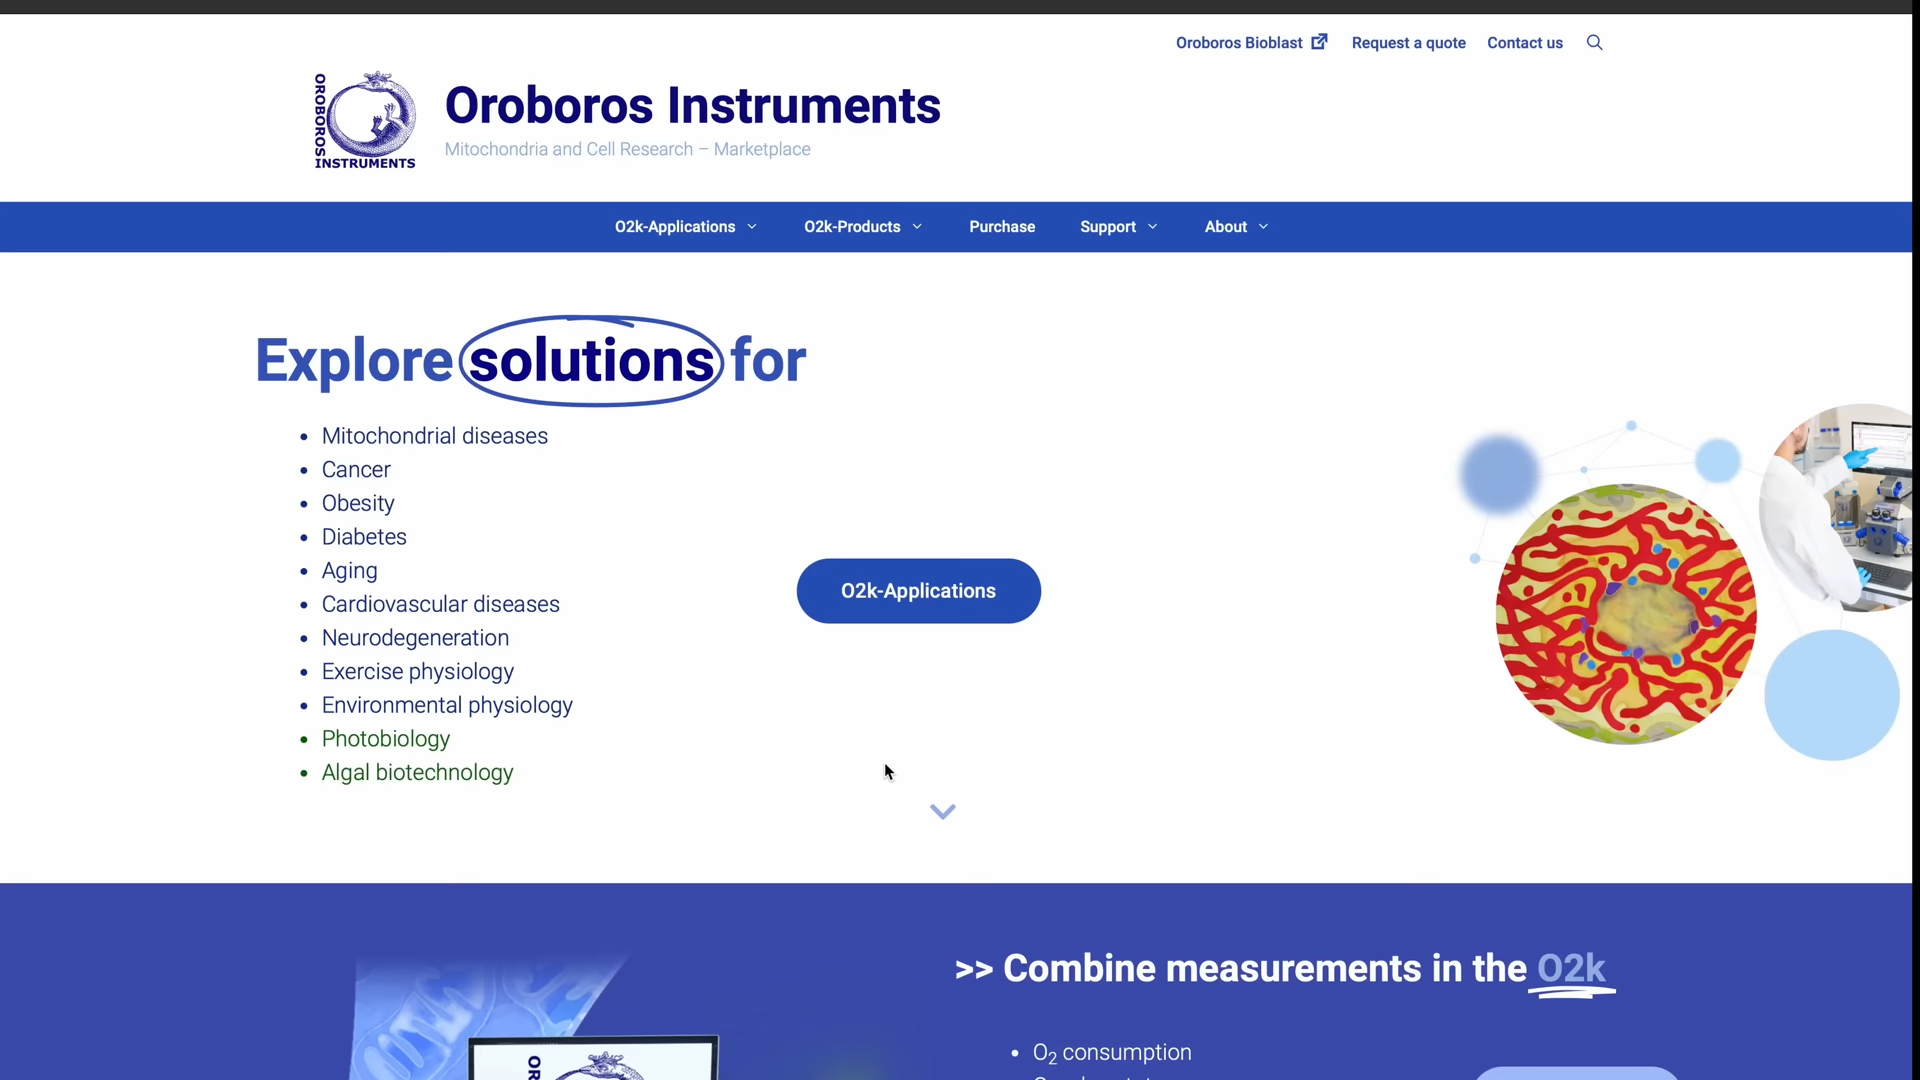 Oroboros Bioblast Request a quote Contact us
OROBOROS
INSTRUMENTS
Oroboros Instruments
Mitochondria and Cell Research – Marketplace
O2k-Applications O2k-Products Purchase Support About
Explore solutions for
Mitochondrial diseases
Cancer
Obesity
Diabetes
Aging
Cardiovascular diseases
Neurodegeneration
Exercise physiology
Environmental physiology
Photobiology
Algal biotechnology
O2k-Applications
>> Combine measurements in the O2k
O₂ consumption
OR